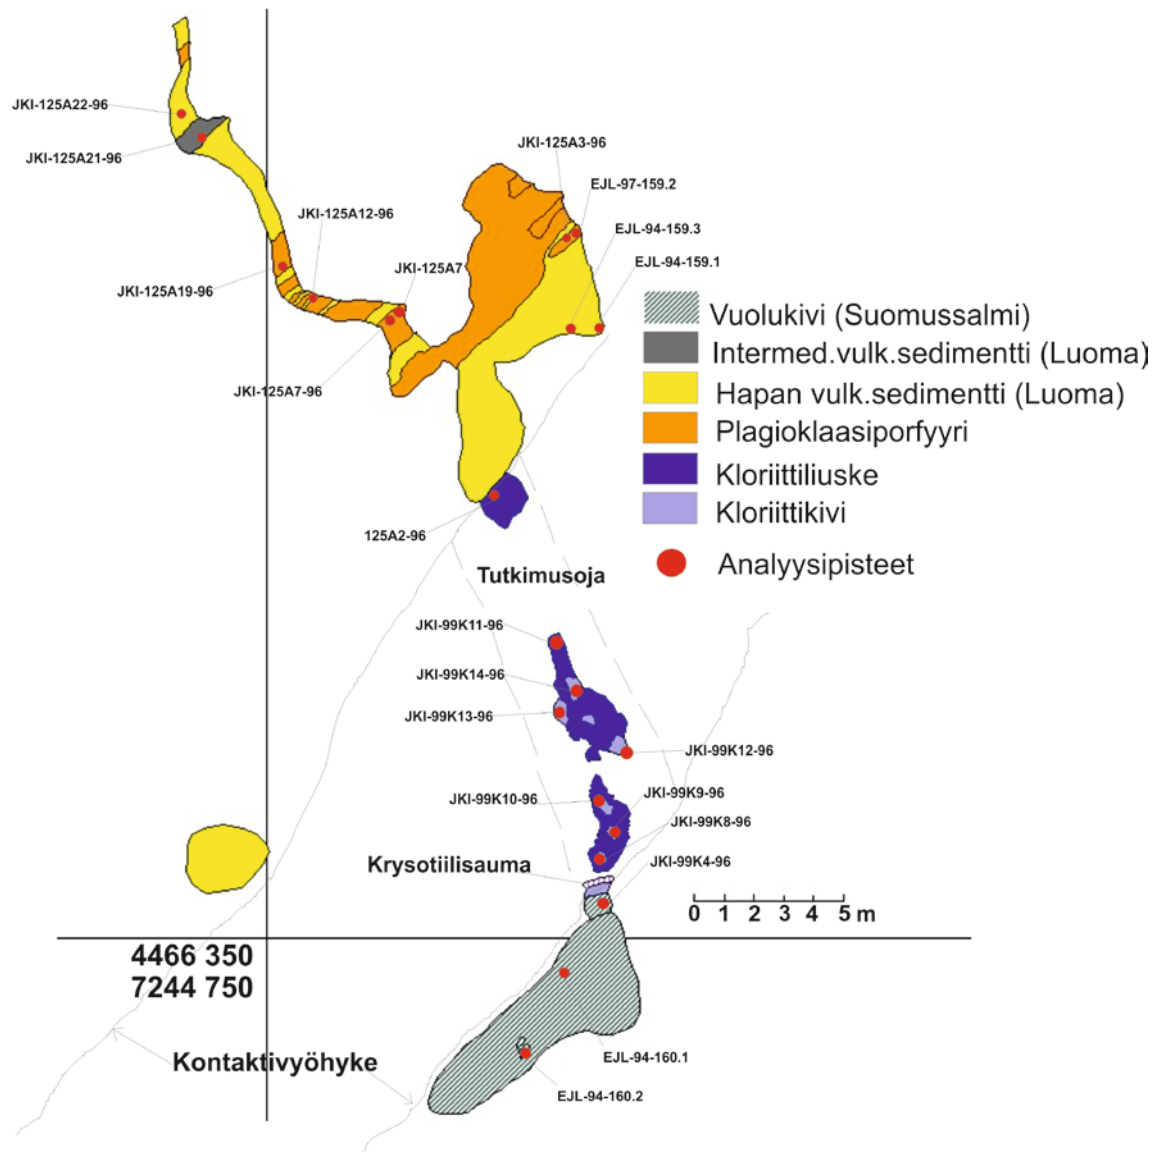 JKI-125A22-96
JKI-125A21-96
JKI-125A3-96
EJL-97-159.2
JKI-125A12-96
EJL-94-159.3
JKI-125A7
EJL-94-159.1
JKI-125A19-96
JKI-125A7-96
Vuolukivi (Suomussalmi)
Intermed.vulk.sedimentti (Luoma)
Hapan vulk.sedimentti (Luoma)
Plagioklaasiporfyyri
Kloriittiliuske
Kloriittikivi
Analyysipisteet
125A2-96
Tutkimusoja
JKI-99K11-96
JKI-99K14-96
JKI-99K13-96
JKI-99K12-96
JKI-99K10-96
JKI-99K9-96
JKI-99K8-96
Krysotiilisauma
JKI-99K4-96
0 1 2 3 4 5 m
4466 350
7244 750
Kontaktivyöhyke
EJL-94-160.1
EJL-94-160.2